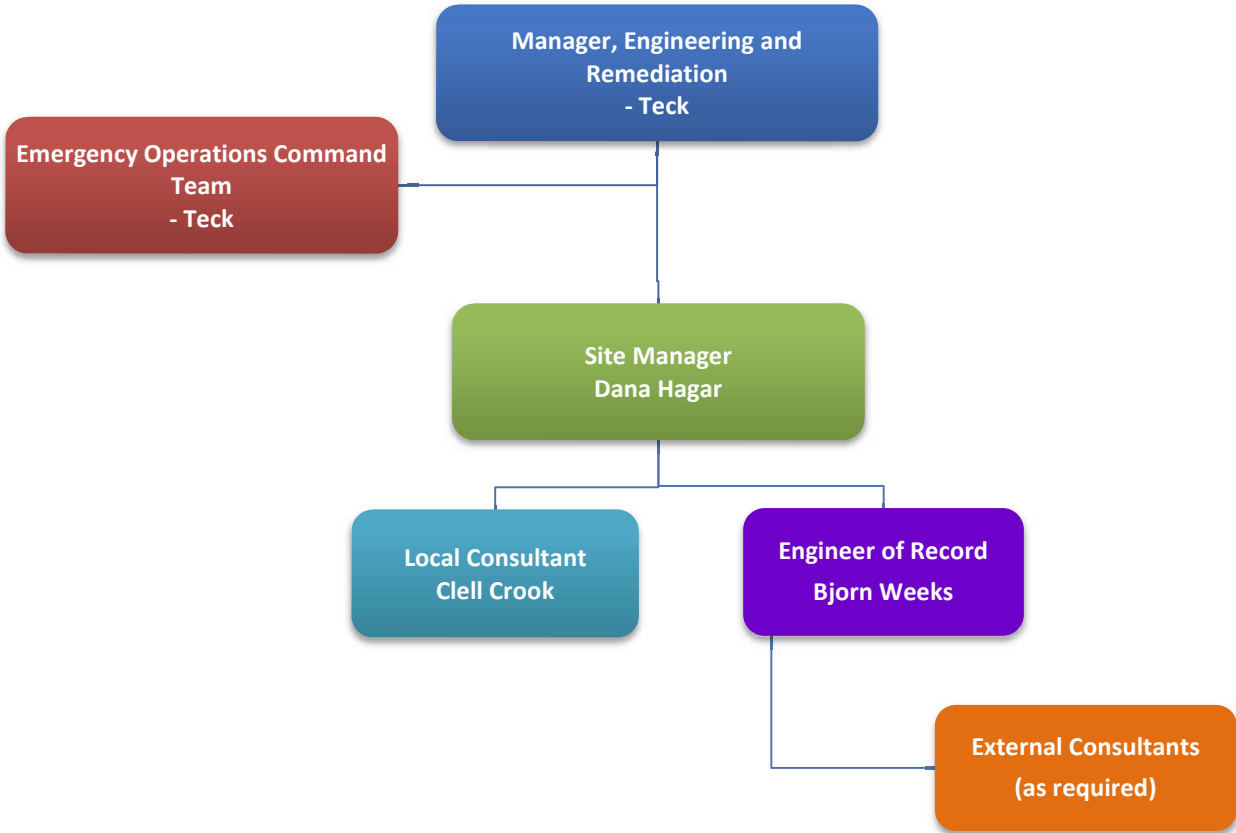 Manager, Engineering and
Remediation
- Teck
Emergency Operations Command
Team
- Teck
Site Manager
Dana Hagar
Local Consultant
Clell Crook
Engineer of Record
Bjorn Weeks
External Consultants
(as required)